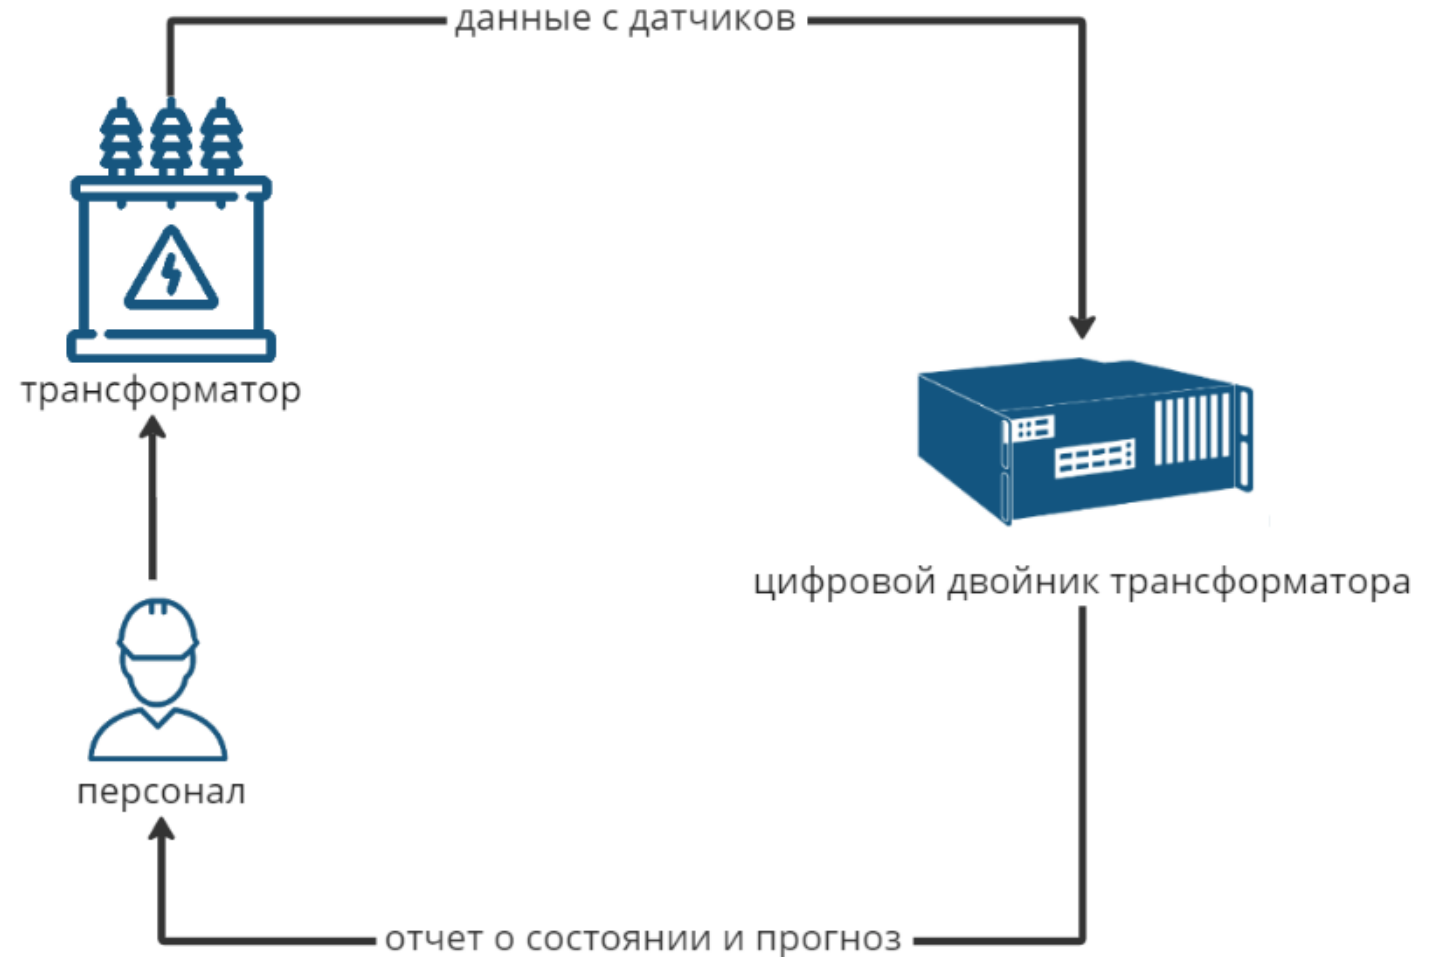 данные с датчиков
трансформатор
цифровой двойник трансформатора
персонал
отчет о состоянии и прогноз